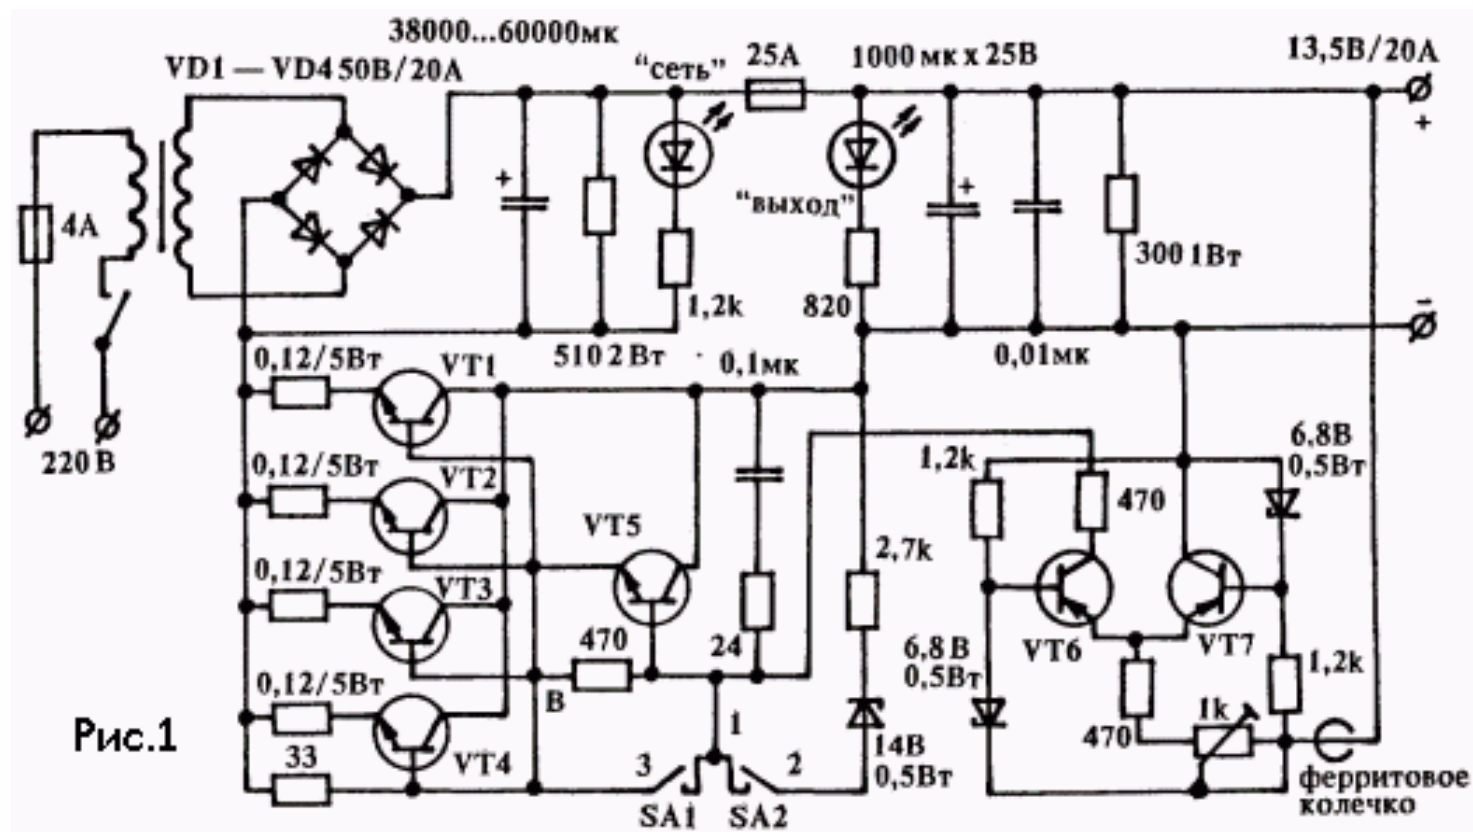 38000...60000мк
VD1 — VD4 50В/20А
"сеть"
25А
1000 мк x 25В
13,5В/20А
+
4А
+
"выход"
+
300 1Вт
1,2k
820
–
0,12/5Вт
VT1
510 2 Вт
0,1мк
0,01мк
220 В
0,12/5Вт
VT2
1,2k
470
6,8В
0,5Вт
VT5
2,7k
0,12/5Вт
VT3
470
24
6,8 В
0,5Вт
VT6
VT7
1,2k
0,12/5Вт
В
1
1k
Рис.1
33
VT4
3
2
14В
0,5Вт
470
SA1
SA2
ферритовое
колечко